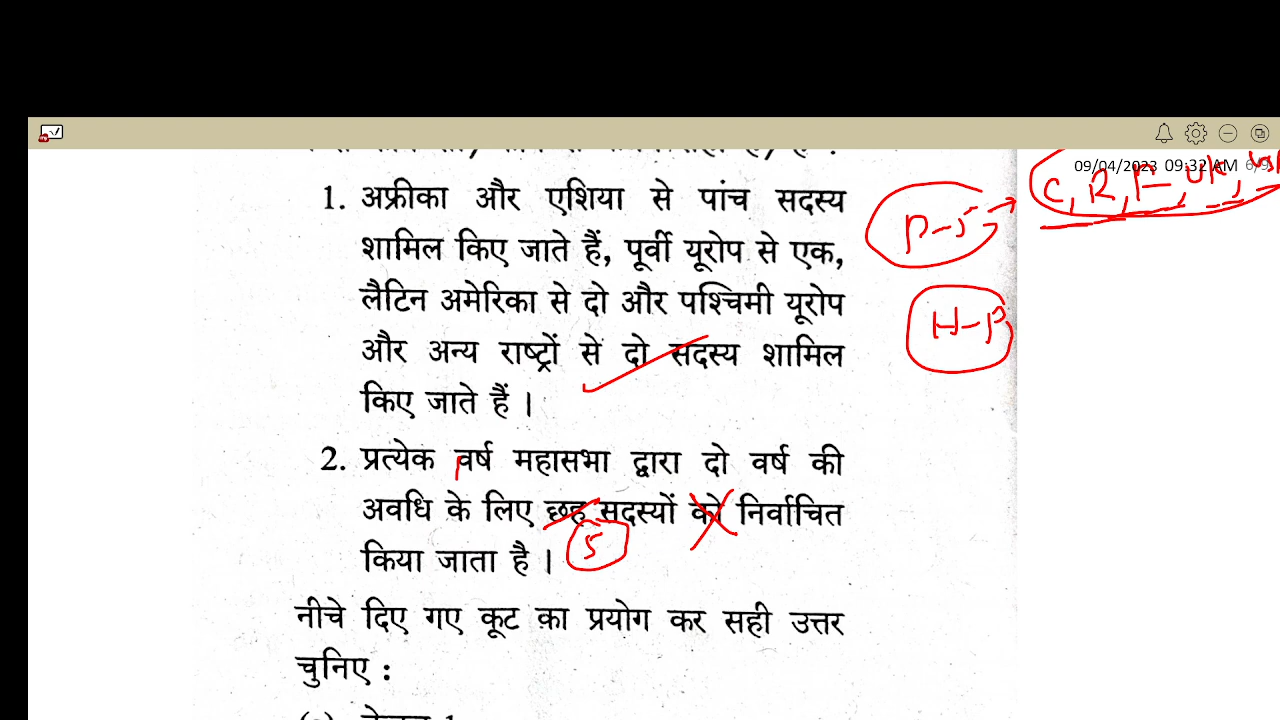 09/04/2023 09:32 AM
C, R, F, UK,
1. अफ्रीका और एशिया से पांच सदस्य
P-5
शामिल किए जाते हैं, पूर्वी यूरोप से एक,
लैटिन अमेरिका से दो और पश्चिमी यूरोप
H-P
और अन्य राष्ट्रों से दो सदस्य शामिल
किए जाते हैं ।
2. प्रत्येक वर्ष महासभा द्वारा दो वर्ष की
अवधि के लिए छह सदस्यों को निर्वाचित
5
किया जाता है ।
नीचे दिए गए कूट का प्रयोग कर सही उत्तर
चुनिए :